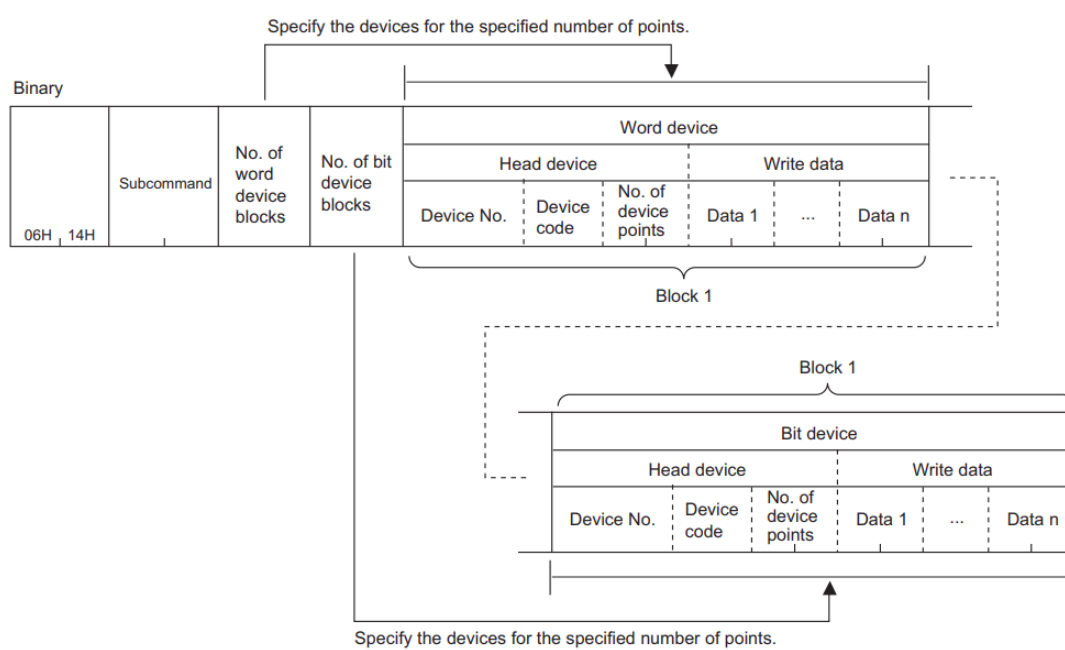 Specify the devices for the specified number of points.
Binary
Word device
Head device
Write data
06H 14H
Subcommand
No. of
word
device
blocks
No. of bit
device
blocks
Device No.
Device
code
No. of
device
points
Data 1
...
Data n
Block 1
Block 1
Bit device
Head device
Write data
Device No.
Device
code
No. of
device
points
Data 1
...
Data n
Specify the devices for the specified number of points.